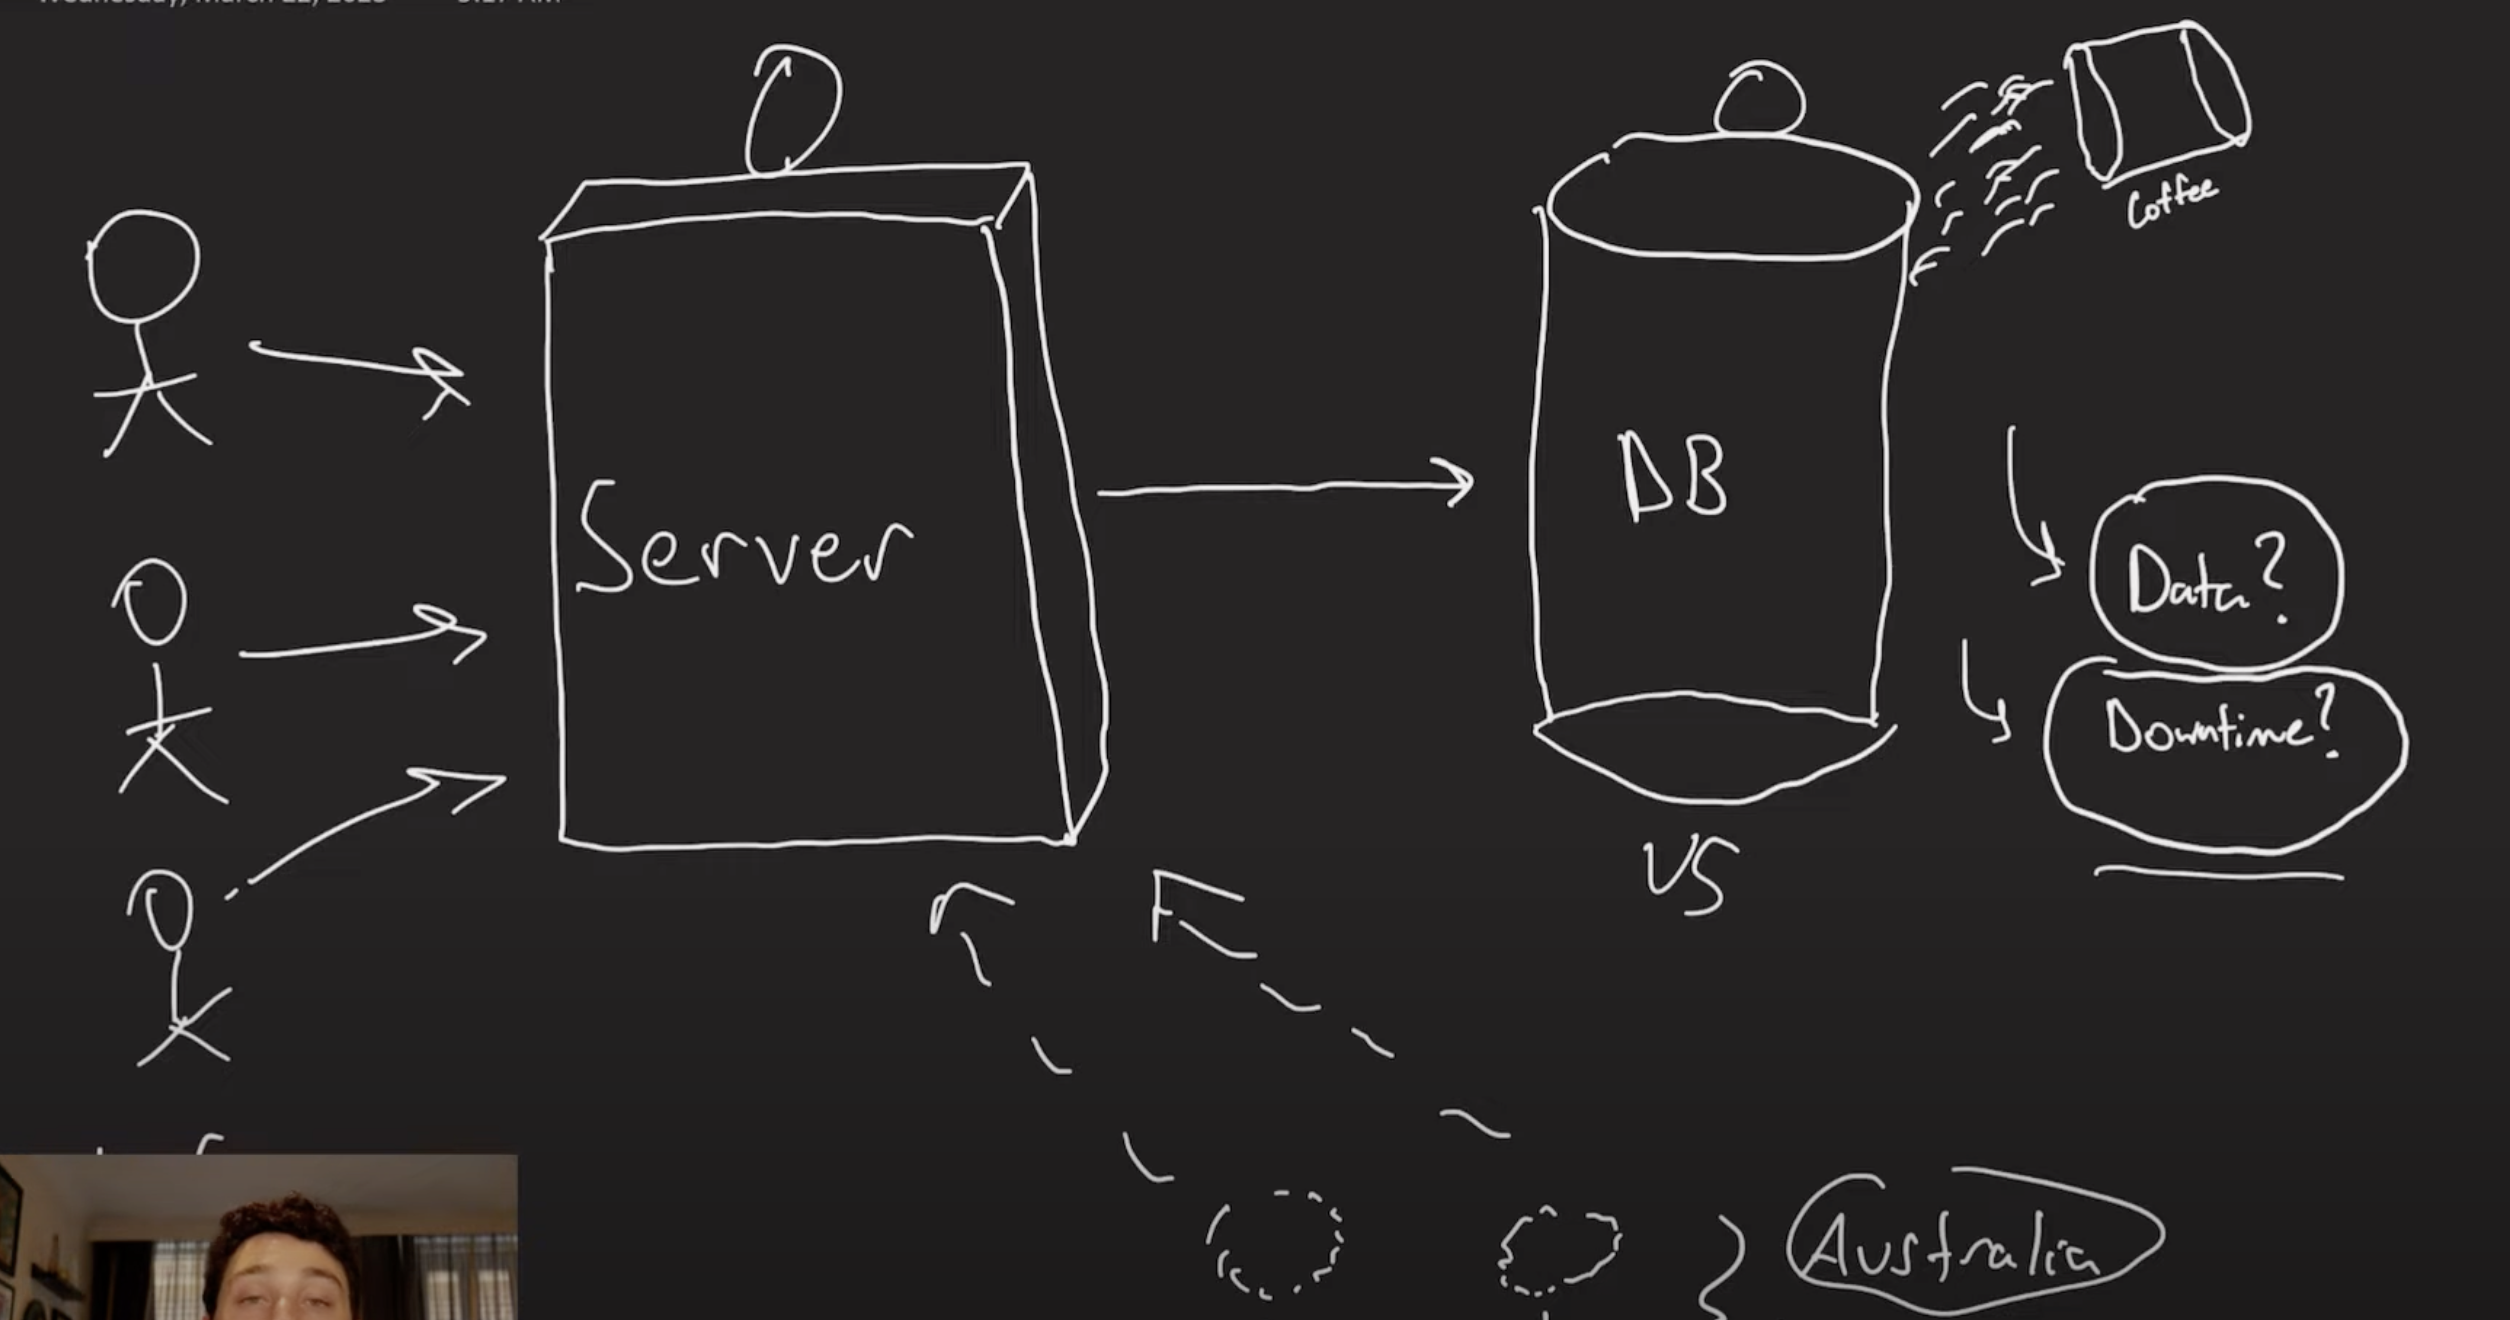 Coffee
Server
DB
Data?
Downtime?
VS
Australia